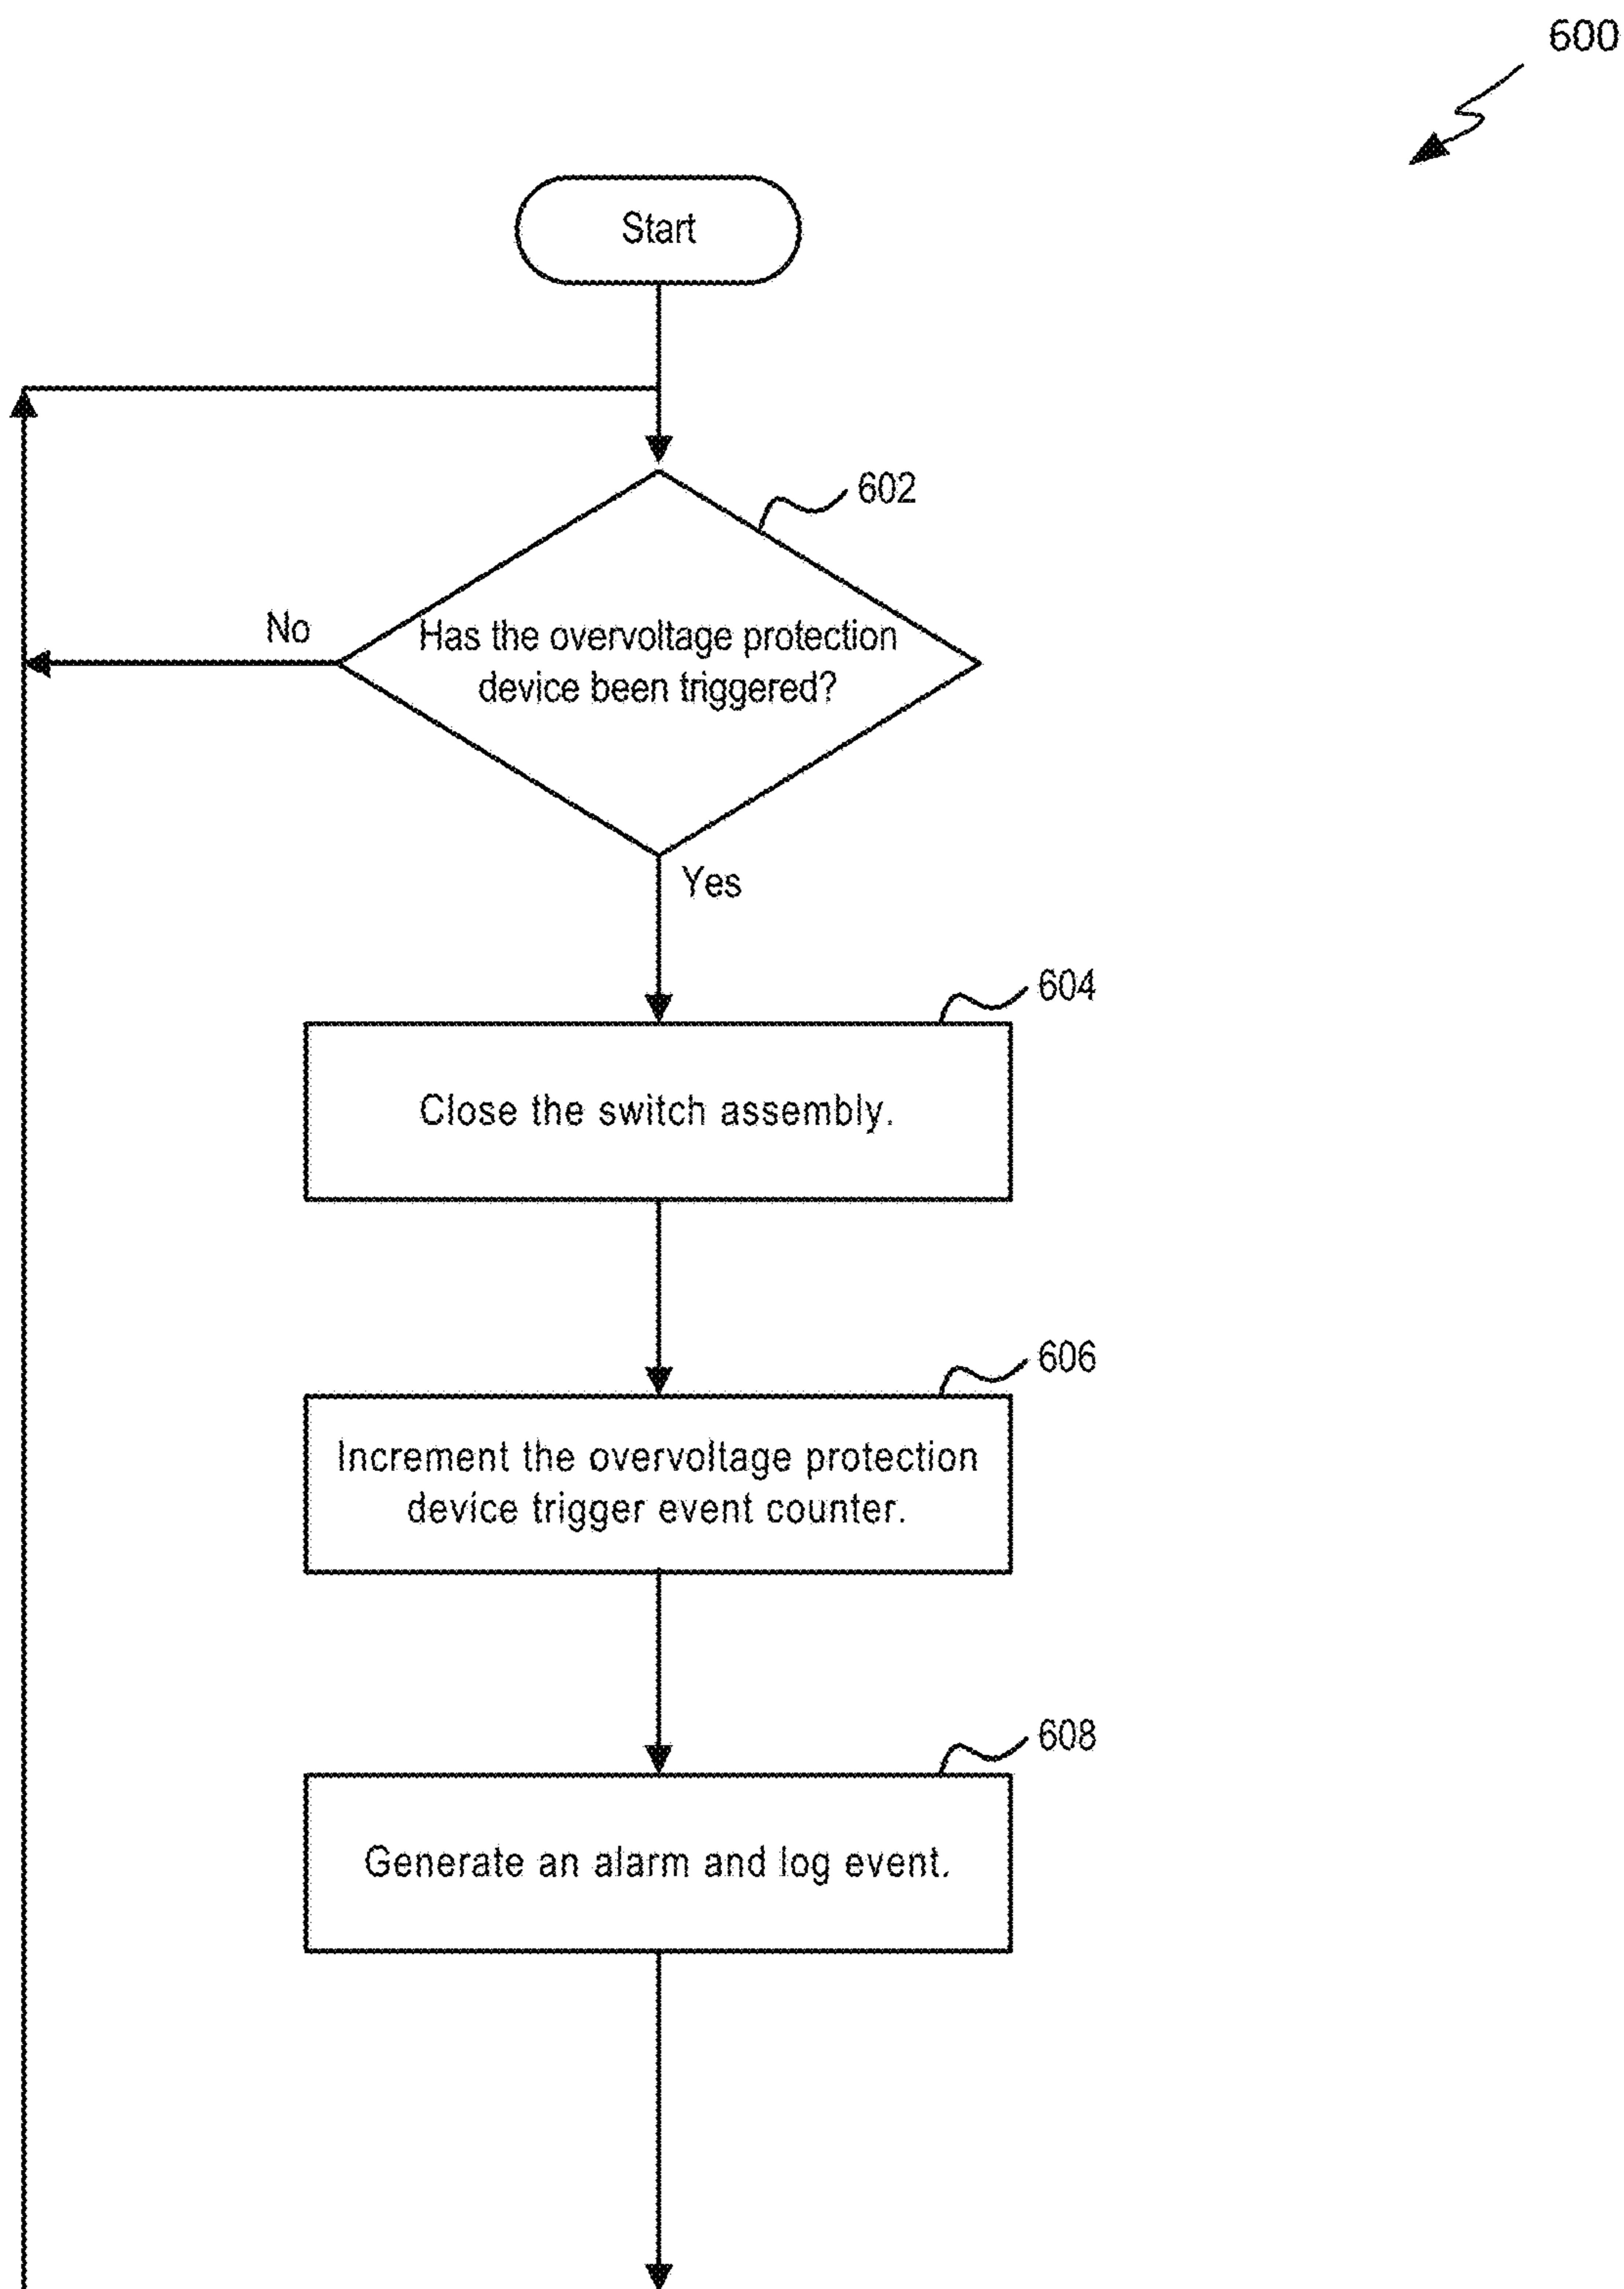 600
Start
602
No
Has the overvoltage protection
device been triggered?
Yes
604
Close the switch assembly.
606
Increment the overvoltage protection
device trigger event counter.
608
Generate an alarm and log event.